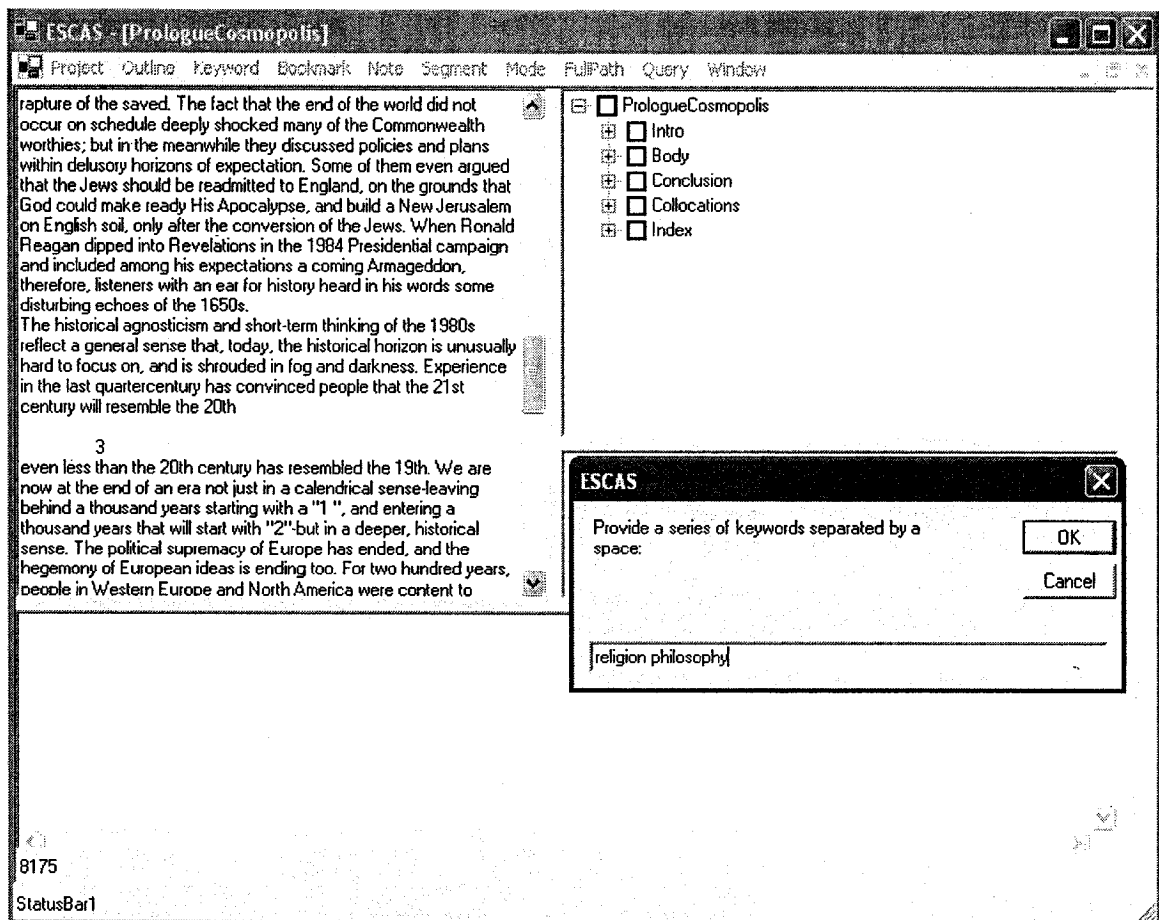 ESCAS - [PrologueCosmopolis]
Project Outline Keyword Bookmark Note Segment Mode FullPath Query Window
rapture of the saved. The fact that the end of the world did not
occur on schedule deeply shocked many of the Commonwealth
worthies; but in the meanwhile they discussed policies and plans
within delusory horizons of expectation. Some of them even argued
that the Jews should be readmitted to England, on the grounds that
God could make ready His Apocalypse, and build a New Jerusalem
on English soil, only after the conversion of the Jews. When Ronald
Reagan dipped into Revelations in the 1984 Presidential campaign
and included among his expectations a coming Armageddon,
therefore, listeners with an ear for history heard in his words some
disturbing echoes of the 1650s.
The historical agnosticism and short-term thinking of the 1980s
reflect a general sense that, today, the historical horizon is unusually
hard to focus on, and is shrouded in fog and darkness. Experience
in the last quartercentury has convinced people that the 21st
century will resemble the 20th
3
even less than the 20th century has resembled the 19th. We are
now at the end of an era not just in a calendrical sense-leaving
behind a thousand years starting with a "1 ", and entering a
thousand years that will start with "2"-but in a deeper, historical
sense. The political supremacy of Europe has ended, and the
hegemony of European ideas is ending too. For two hundred years,
people in Western Europe and North America were content to
PrologueCosmopolis
Intro
Body
Conclusion
Collocations
Index
ESCAS
Provide a series of keywords separated by a
space:
OK
Cancel
religion philosophy
8175
StatusBar1